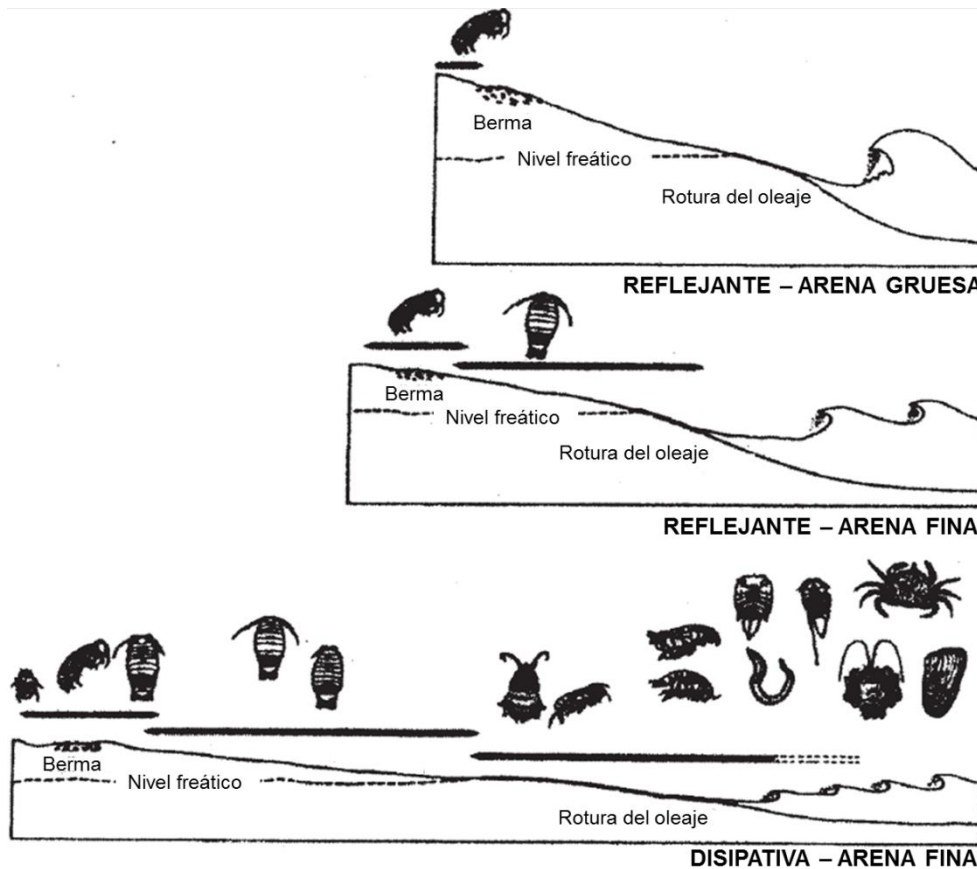 Berma
Nivel freático
Rotura del oleaje
REFLEJANTE – ARENA GRUESA
Berma
Nivel freático
Rotura del oleaje
REFLEJANTE – ARENA FINA
Berma
Nivel freático
Rotura del oleaje
DISIPATIVA – ARENA FINA